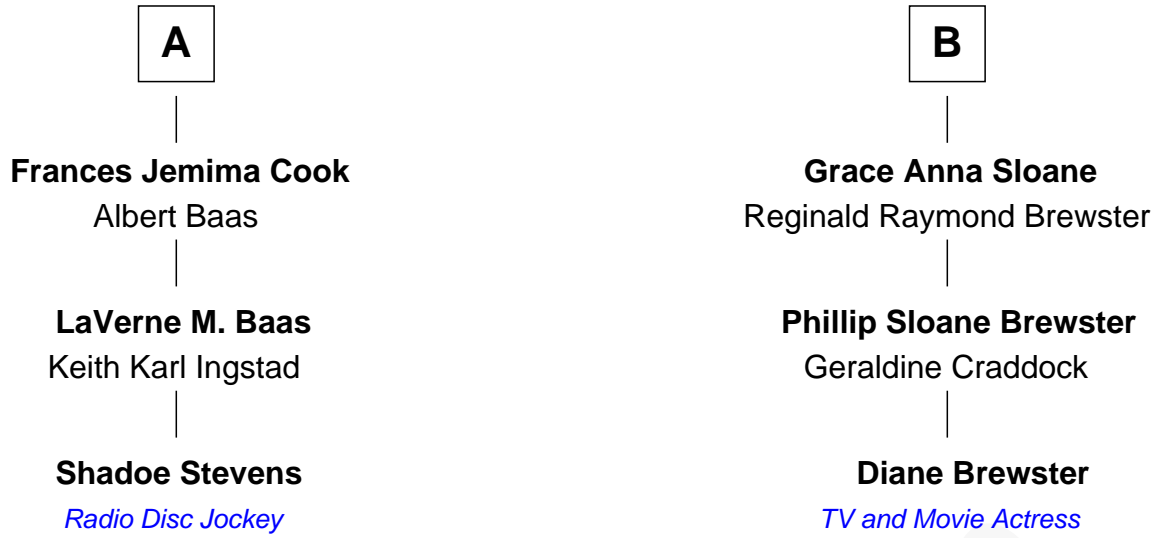 A
Frances Jemima Cook
Albert Baas
LaVerne M. Baas
Keith Karl Ingstad
Shadoe Stevens
Radio Disc Jockey
B
Grace Anna Sloane
Reginald Raymond Brewster
Phillip Sloane Brewster
Geraldine Craddock
Diane Brewster
TV and Movie Actress